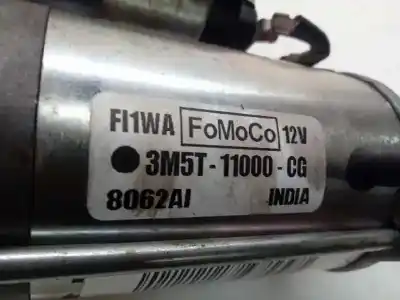 FI1WA FoMoCo 12V
3M5T-11000-CG
8062AI INDIA